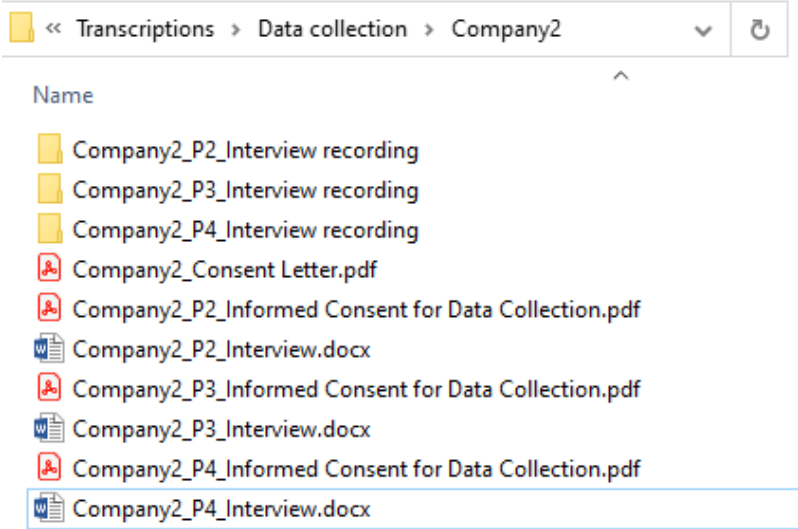 « Transcriptions > Data collection > Company2
Name
Company2_P2_Interview recording
Company2_P3_Interview recording
Company2_P4_Interview recording
Company2_Consent Letter.pdf
Company2_P2_Informed Consent for Data Collection.pdf
Company2_P2_Interview.docx
Company2_P3_Informed Consent for Data Collection.pdf
Company2_P3_Interview.docx
Company2_P4_Informed Consent for Data Collection.pdf
Company2_P4_Interview.docx